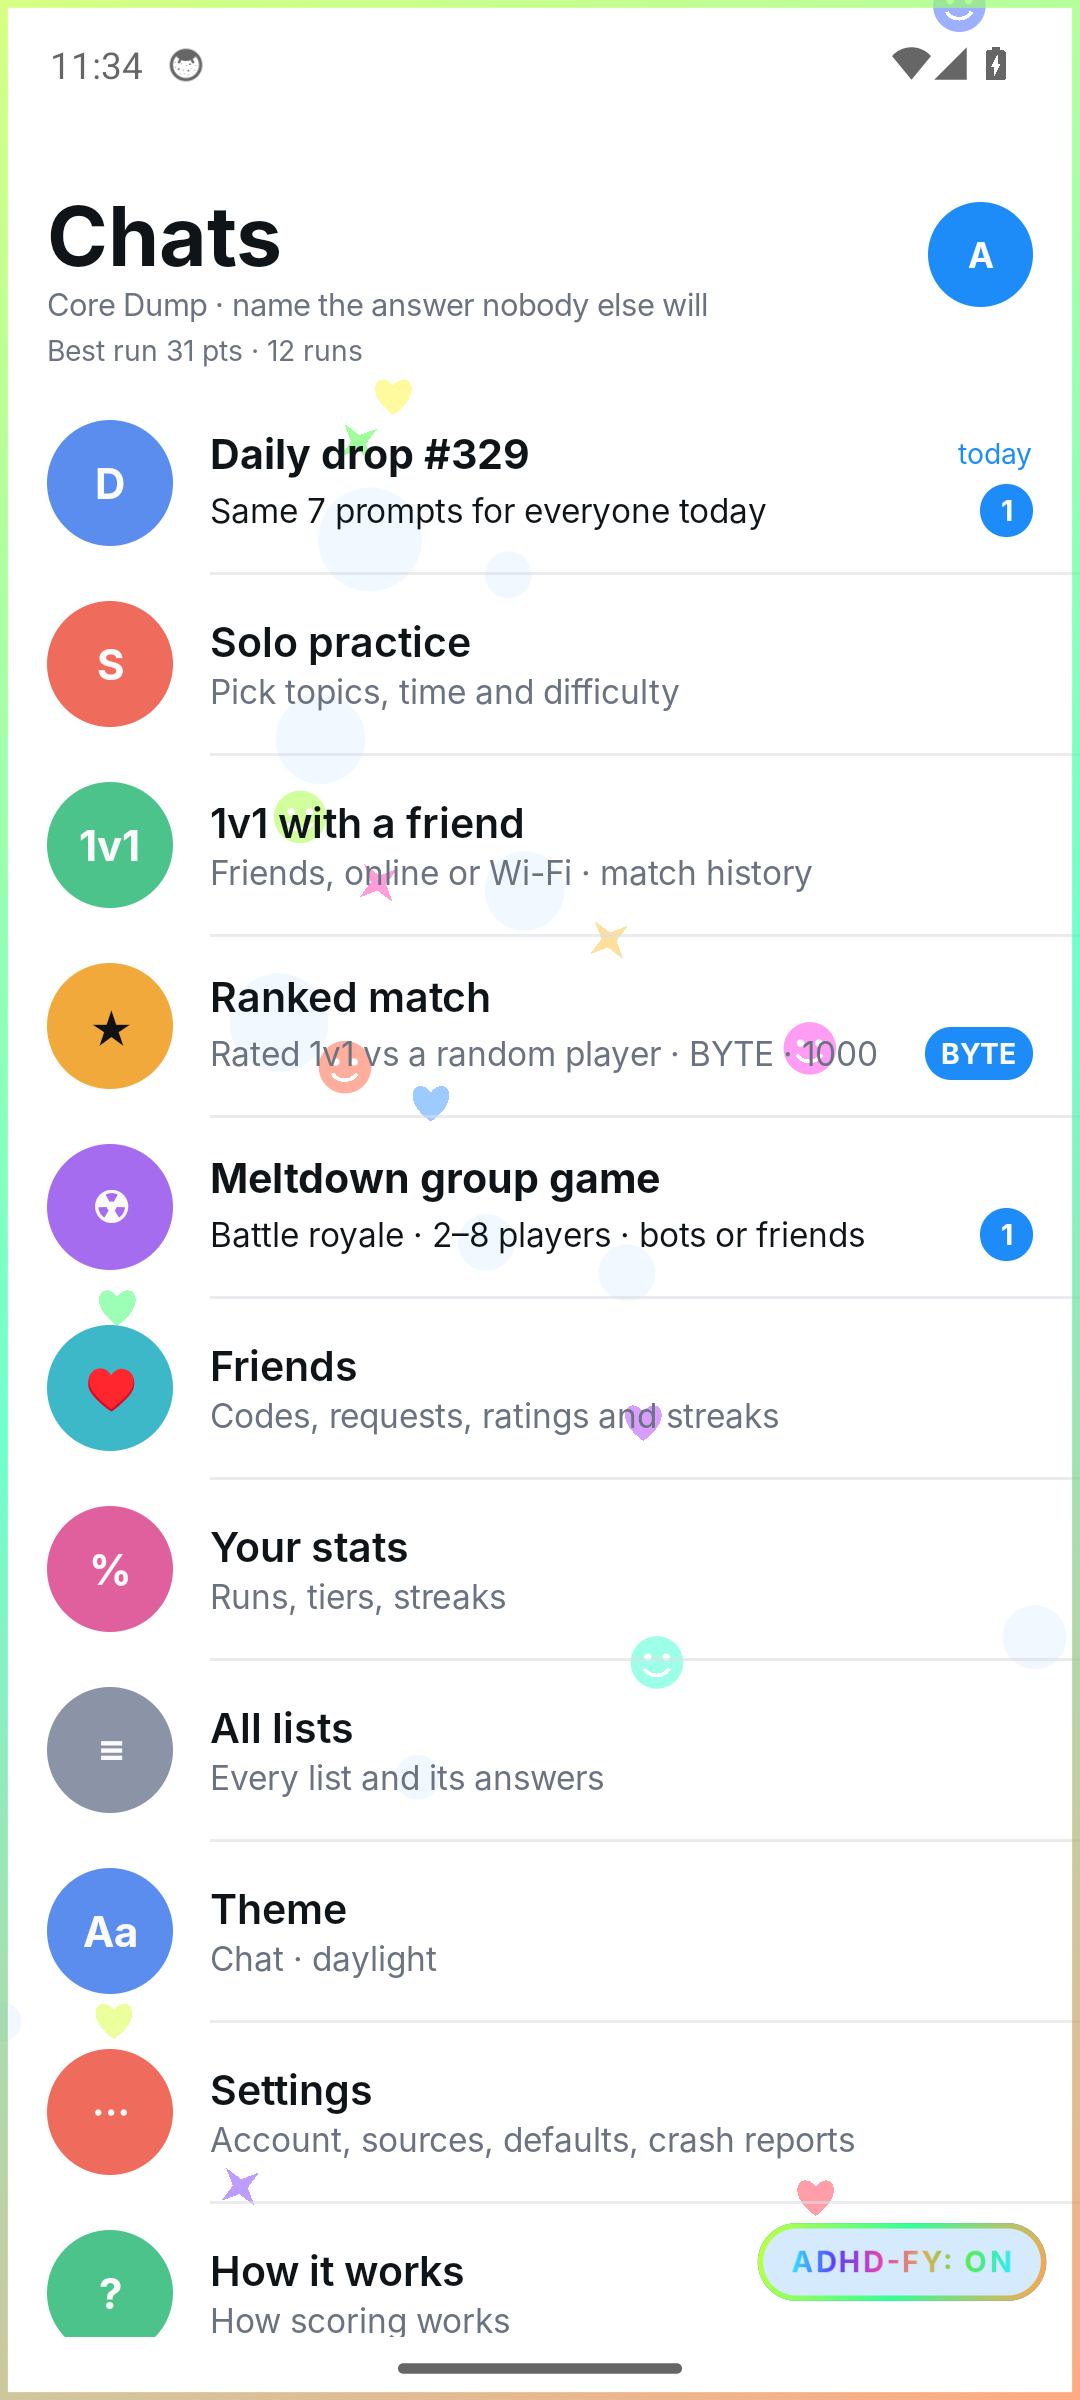 11:34
Chats
A
Core Dump · name the answer nobody else will
Best run 31 pts · 12 runs
D
Daily drop #329
today
Same 7 prompts for everyone today
1
S
Solo practice
Pick topics, time and difficulty
1v1
1v1 with a friend
Friends, online or Wi-Fi · match history
★
Ranked match
Rated 1v1 vs a random player · BYTE · 1000
BYTE
☢
Meltdown group game
Battle royale · 2–8 players · bots or friends
1
Friends
Codes, requests, ratings and streaks
%
Your stats
Runs, tiers, streaks
≡
All lists
Every list and its answers
Aa
Theme
Chat · daylight
…
Settings
Account, sources, defaults, crash reports
?
How it works
How scoring works
ADHD-FY: ON